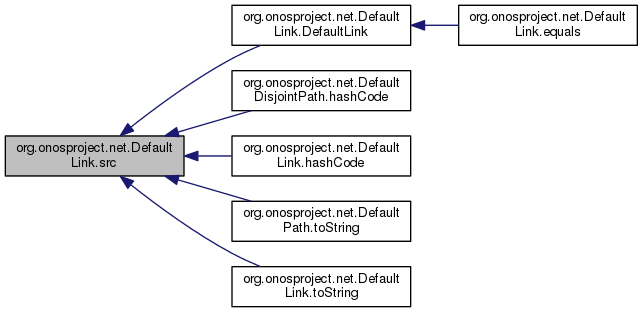 org.onosproject.net.Default
Link.src
org.onosproject.net.Default
Link.DefaultLink
org.onosproject.net.Default
Link.equals
org.onosproject.net.Default
DisjointPath.hashCode
org.onosproject.net.Default
Link.hashCode
org.onosproject.net.Default
Path.toString
org.onosproject.net.Default
Link.toString